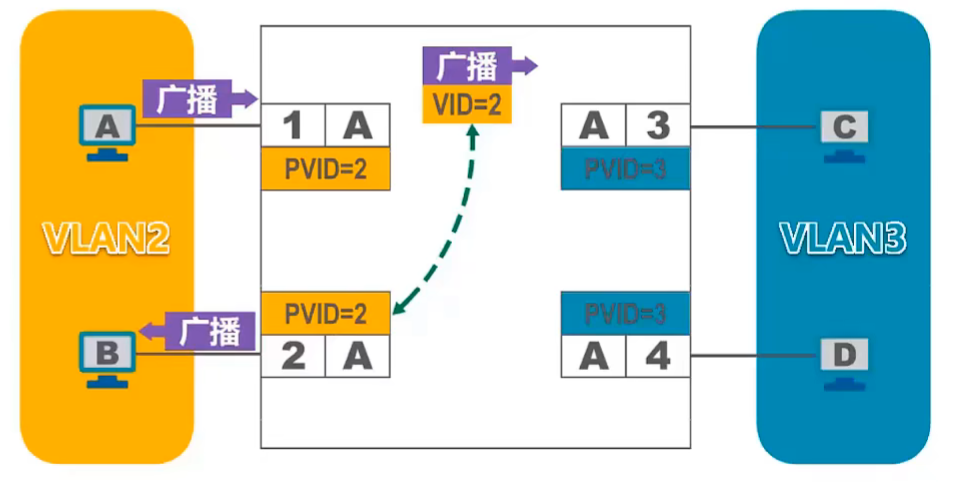 广播
VID=2
广播
A
1 A
PVID=2
A 3
PVID=3
C
VLAN2
VLAN3
PVID=2
2 A
广播
B
PVID=3
A 4
D